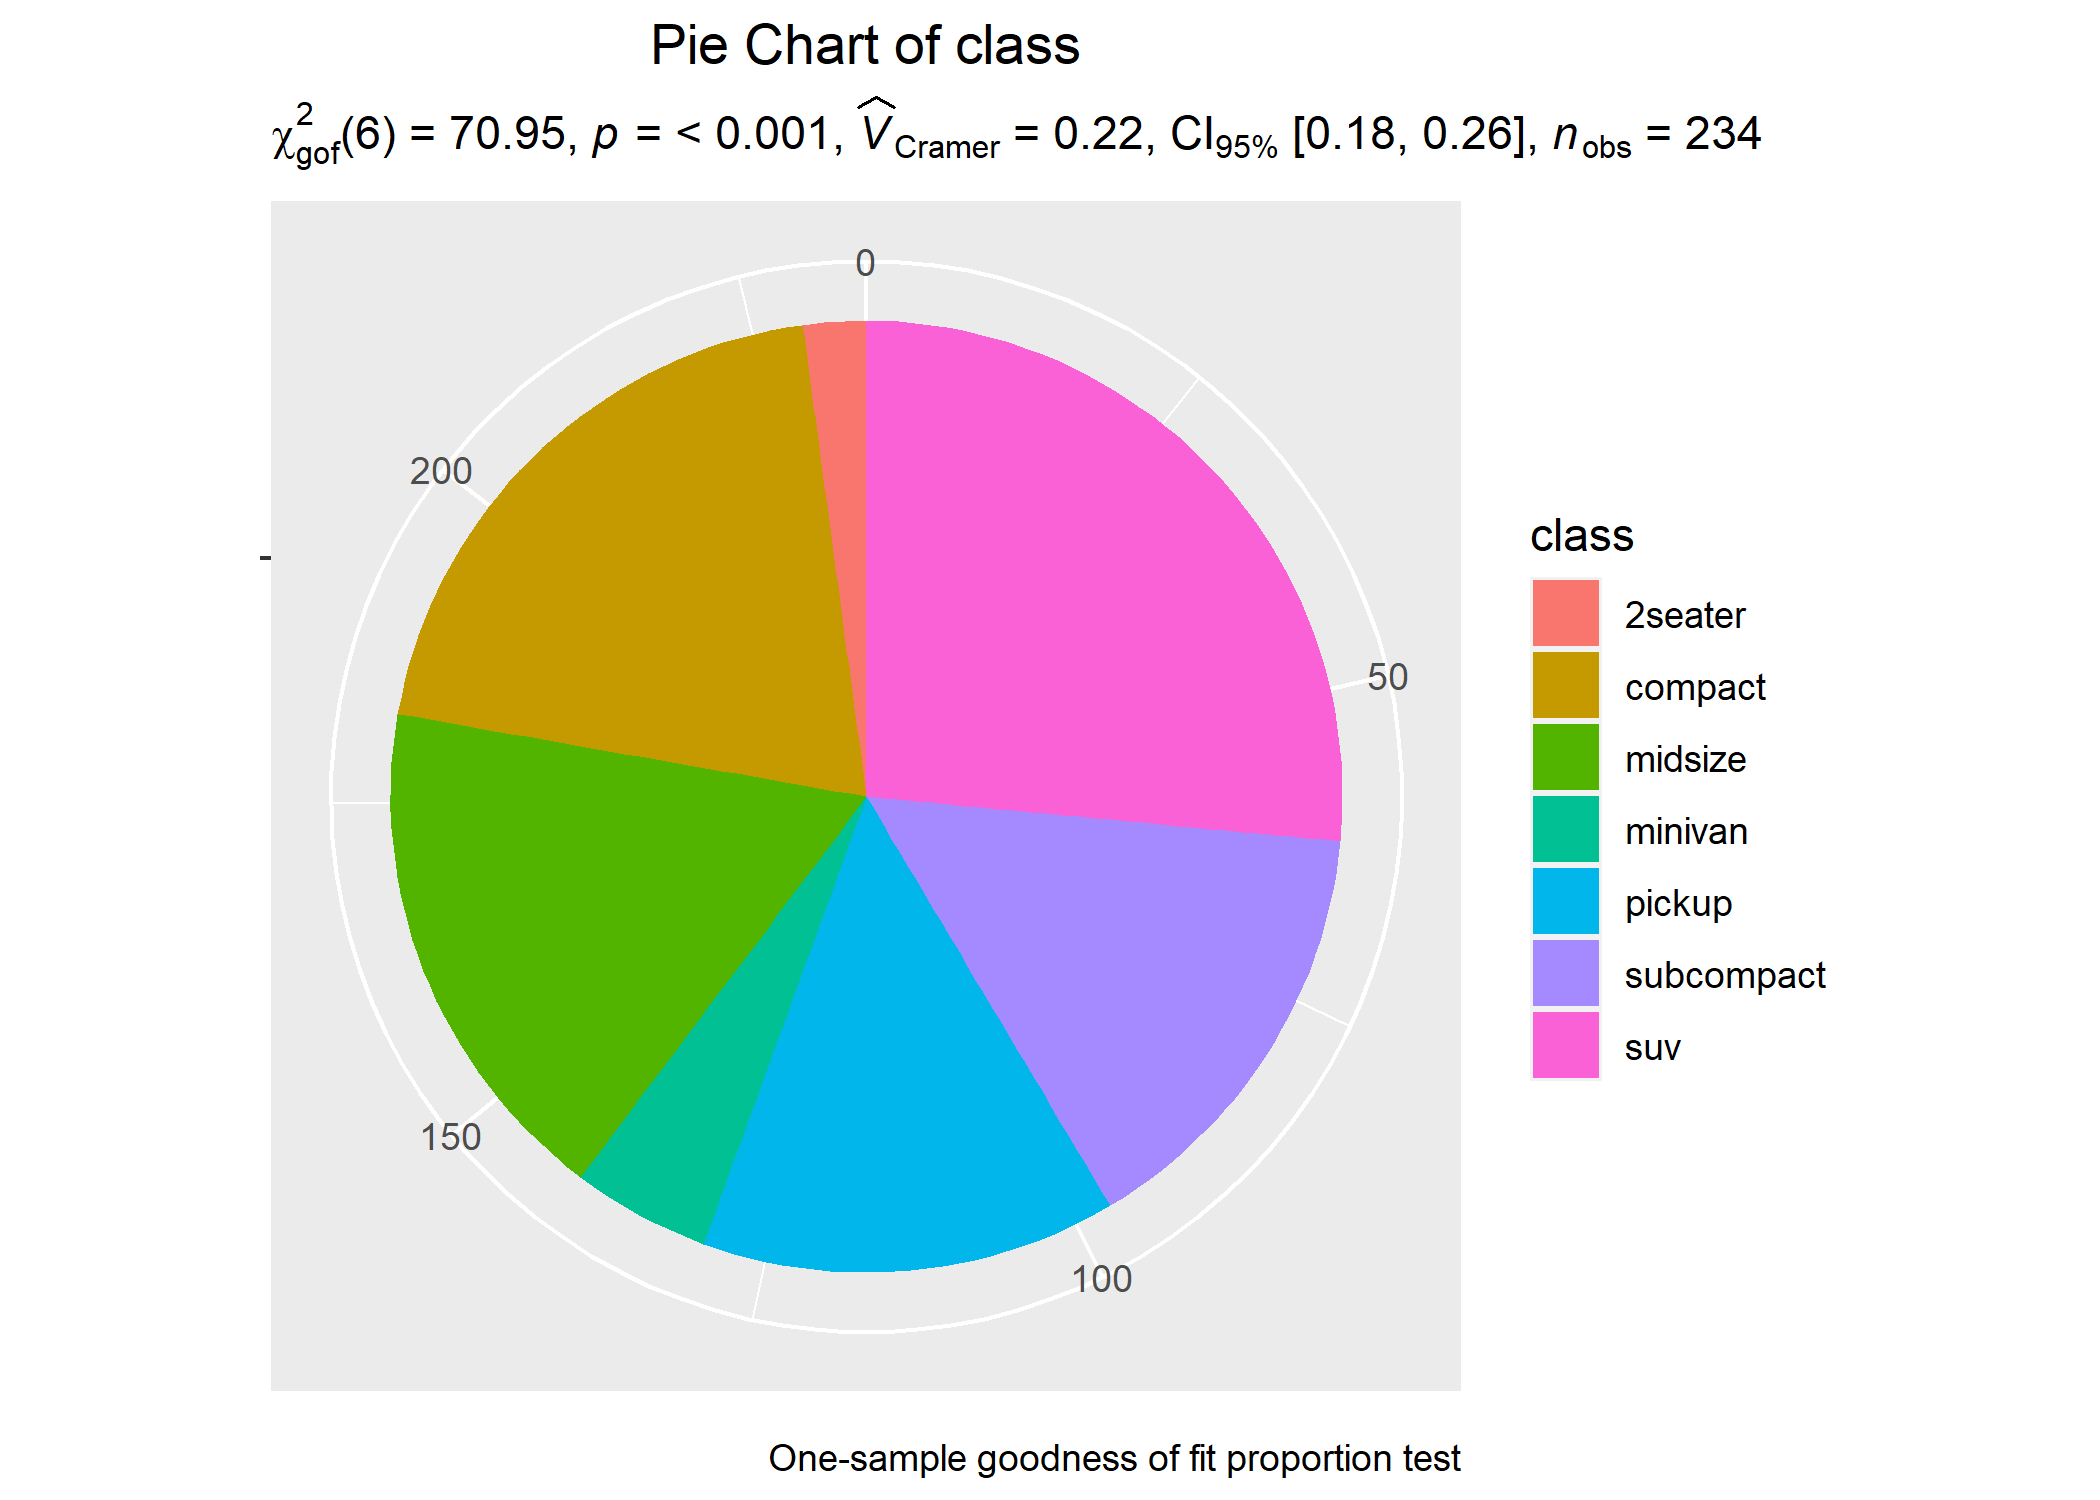 Pie Chart of class
χ²gof(6) = 70.95, p = < 0.001, V̂Cramer = 0.22, CI95% [0.18, 0.26], nobs = 234
0
50
100
150
200
class
2seater
compact
midsize
minivan
pickup
subcompact
suv
One-sample goodness of fit proportion test